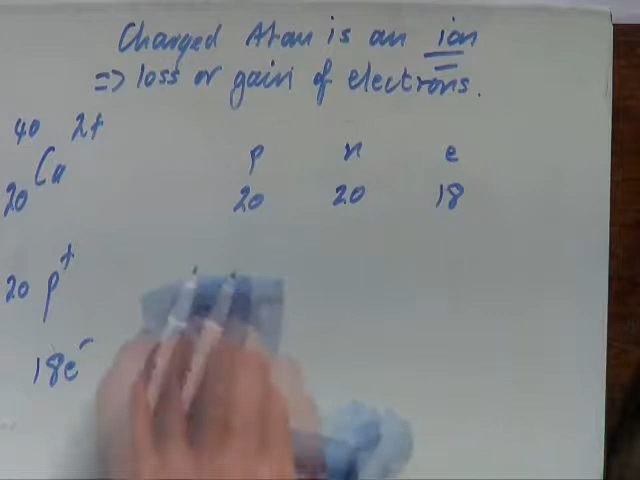 Charged Atom is an ion
=> loss or gain of electrons.
40 2+
Ca
20
p n e
20 20 18
20 p+
18e-